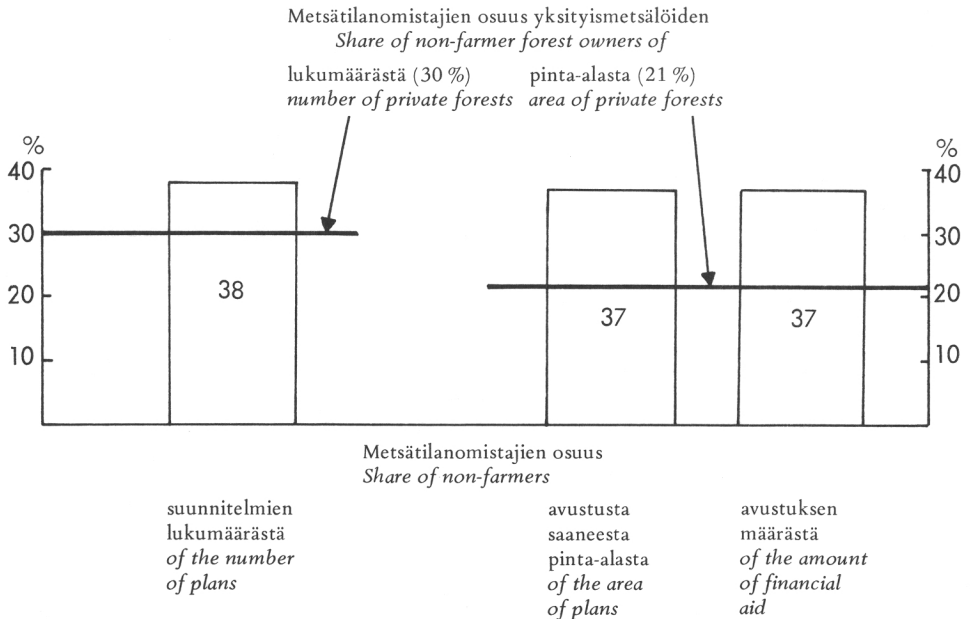 Metsätilanomistajien osuus yksityismetsälöiden
Share of non-farmer forest owners of
lukumäärästä (30 %)
number of private forests
pinta-alasta (21 %)
area of private forests
%
40
30
20
10
38
37
37
%
40
30
20
10
Metsätilanomistajien osuus
Share of non-farmers
suunnitelmien
lukumäärästä
of the number
of plans
avustusta
saaneesta
pinta-alasta
of the area
of plans
avustuksen
määrästä
of the amount
of financial
aid